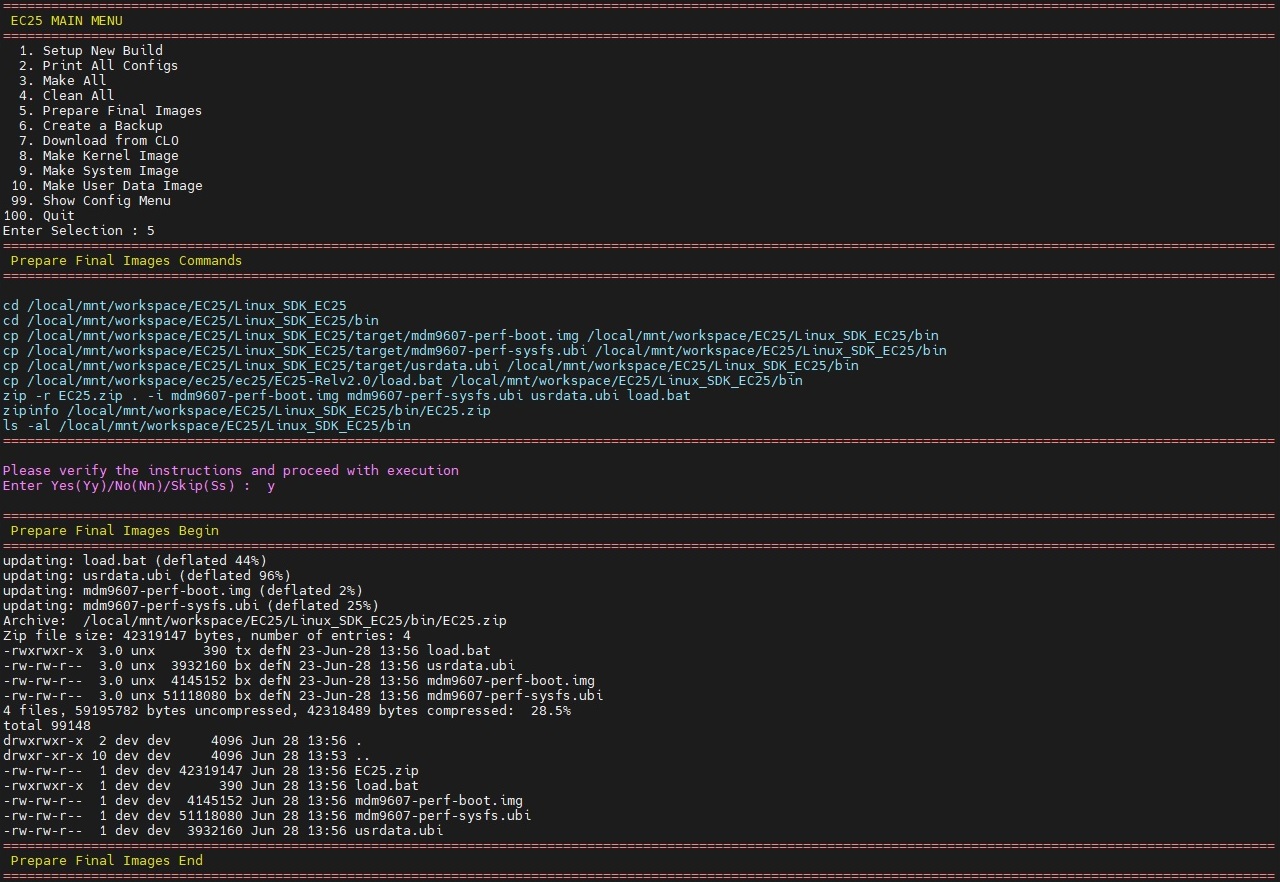 ================================================================================
EC25 MAIN MENU
================================================================================
1. Setup New Build
2. Print All Configs
3. Make All
4. Clean All
5. Prepare Final Images
6. Create a Backup
7. Download from CLO
8. Make Kernel Image
9. Make System Image
10. Make User Data Image
99. Show Config Menu
100. Quit
Enter Selection : 5
================================================================================
Prepare Final Images Commands
================================================================================
cd /local/mnt/workspace/EC25/Linux_SDK_EC25
cd /local/mnt/workspace/EC25/Linux_SDK_EC25/bin
cp /local/mnt/workspace/EC25/Linux_SDK_EC25/target/mdm9607-perf-boot.img /local/mnt/workspace/EC25/Linux_SDK_EC25/bin
cp /local/mnt/workspace/EC25/Linux_SDK_EC25/target/mdm9607-perf-sysfs.ubi /local/mnt/workspace/EC25/Linux_SDK_EC25/bin
cp /local/mnt/workspace/EC25/Linux_SDK_EC25/target/usrdata.ubi /local/mnt/workspace/EC25/Linux_SDK_EC25/bin
cp /local/mnt/workspace/ec25/ec25/EC25-Relv2.0/load.bat /local/mnt/workspace/EC25/Linux_SDK_EC25/bin
zip -r EC25.zip . -i mdm9607-perf-boot.img mdm9607-perf-sysfs.ubi usrdata.ubi load.bat
zipinfo /local/mnt/workspace/EC25/Linux_SDK_EC25/bin/EC25.zip
ls -al /local/mnt/workspace/EC25/Linux_SDK_EC25/bin
================================================================================
Please verify the instructions and proceed with execution
Enter Yes(Yy)/No(Nn)/Skip(Ss) :  y
================================================================================
Prepare Final Images Begin
================================================================================
updating: load.bat (deflated 44%)
updating: usrdata.ubi (deflated 96%)
updating: mdm9607-perf-boot.img (deflated 2%)
updating: mdm9607-perf-sysfs.ubi (deflated 25%)
Archive:  /local/mnt/workspace/EC25/Linux_SDK_EC25/bin/EC25.zip
Zip file size: 42319147 bytes, number of entries: 4
-rwxrwxr-x  3.0 unx      390 tx defN 23-Jun-28 13:56 load.bat
-rw-rw-r--  3.0 unx  3932160 bx defN 23-Jun-28 13:56 usrdata.ubi
-rw-rw-r--  3.0 unx  4145152 bx defN 23-Jun-28 13:56 mdm9607-perf-boot.img
-rw-rw-r--  3.0 unx 51118080 bx defN 23-Jun-28 13:56 mdm9607-perf-sysfs.ubi
4 files, 59195782 bytes uncompressed, 42318489 bytes compressed:  28.5%
total 99148
drwxrwxr-x  2 dev dev     4096 Jun 28 13:56 .
drwxr-xr-x 10 dev dev     4096 Jun 28 13:53 ..
-rw-rw-r--  1 dev dev 42319147 Jun 28 13:56 EC25.zip
-rwxrwxr-x  1 dev dev      390 Jun 28 13:56 load.bat
-rw-rw-r--  1 dev dev  4145152 Jun 28 13:56 mdm9607-perf-boot.img
-rw-rw-r--  1 dev dev 51118080 Jun 28 13:56 mdm9607-perf-sysfs.ubi
-rw-rw-r--  1 dev dev  3932160 Jun 28 13:56 usrdata.ubi
================================================================================
Prepare Final Images End
================================================================================